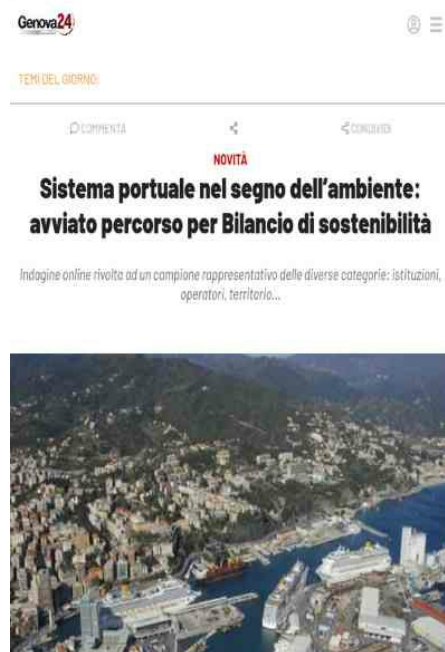 Genova24
TEMI DEL GIORNO:
COMMENTA
CONDIVIDI
NOVITÀ
Sistema portuale nel segno dell'ambiente:
avviato percorso per Bilancio di sostenibilità
Indagine online rivolta ad un campione rappresentativo delle diverse categorie: istituzioni,
operatori, territorio...